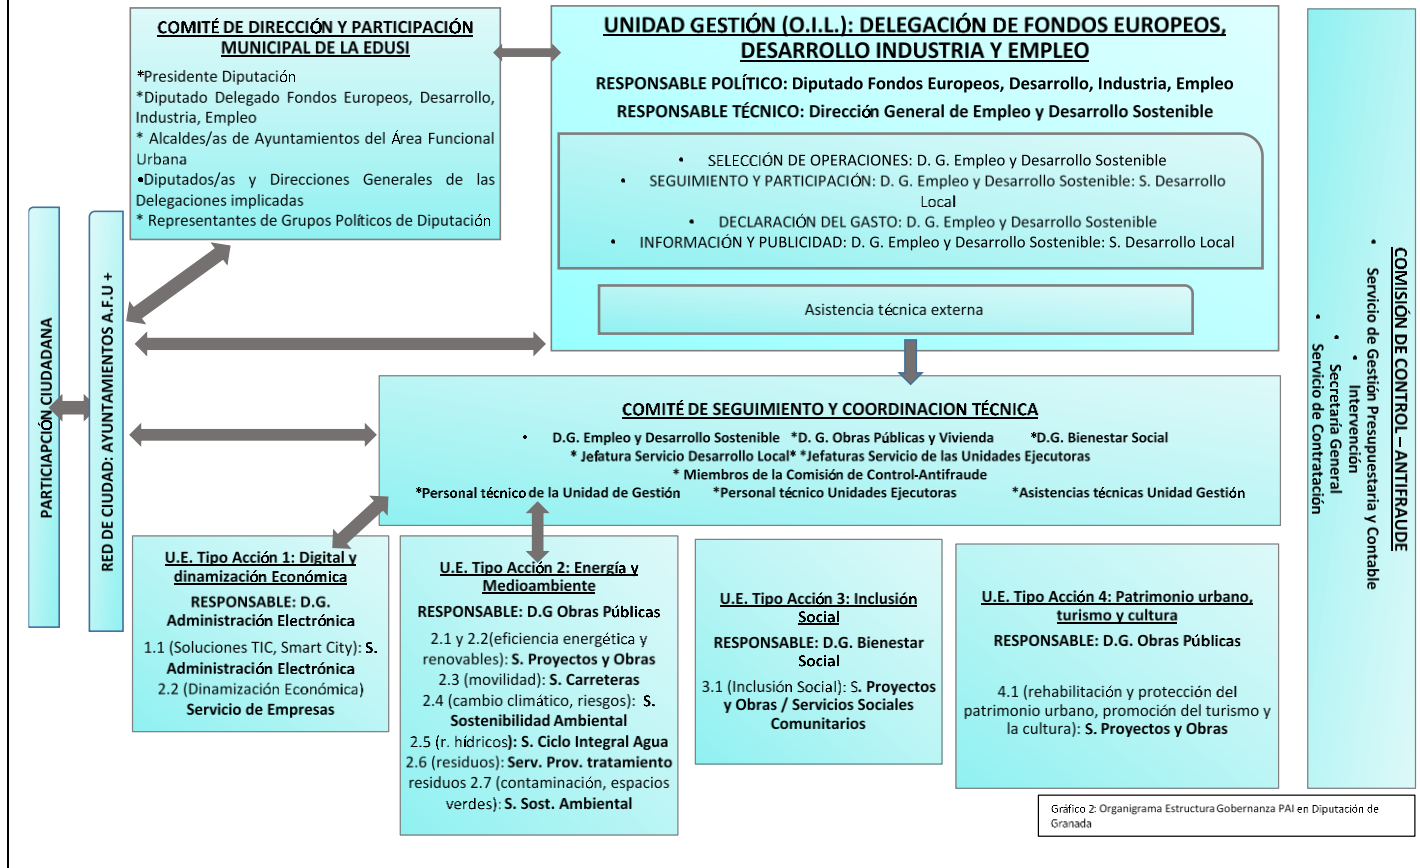 COMITÉ DE DIRECCIÓN Y PARTICIPACIÓN
MUNICIPAL DE LA EDUSI
*Presidente Diputación
*Diputado Delegado Fondos Europeos, Desarrollo,
Industria, Empleo
* Alcaldes/as de Ayuntamientos del Área Funcional
Urbana
•Diputados/as y Direcciones Generales de las
Delegaciones implicadas
* Representantes de Grupos Políticos de Diputación
UNIDAD GESTIÓN (O.I.L.): DELEGACIÓN DE FONDOS EUROPEOS,
DESARROLLO INDUSTRIA Y EMPLEO
RESPONSABLE POLÍTICO: Diputado Fondos Europeos, Desarrollo, Industria, Empleo
RESPONSABLE TÉCNICO: Dirección General de Empleo y Desarrollo Sostenible
• SELECCIÓN DE OPERACIONES: D. G. Empleo y Desarrollo Sostenible
• SEGUIMIENTO Y PARTICIPACIÓN: D. G. Empleo y Desarrollo Sostenible: S. Desarrollo
Local
• DECLARACIÓN DEL GASTO: D. G. Empleo y Desarrollo Sostenible
• INFORMACIÓN Y PUBLICIDAD: D. G. Empleo y Desarrollo Sostenible: S. Desarrollo Local
Asistencia técnica externa
COMISIÓN DE CONTROL – ANTIFRAUDE
• Servicio de Gestión Presupuestaria y Contable
• Intervención
• Secretaría General
• Servicio de Contratación
PARTICIAPCIÓN CIUDADANA
RED DE CIUDAD: AYUNTAMIENTOS A.F.U +
COMITÉ DE SEGUIMIENTO Y COORDINACION TÉCNICA
• D.G. Empleo y Desarrollo Sostenible *D. G. Obras Públicas y Vivienda *D.G. Bienestar Social
* Jefatura Servicio Desarrollo Local* *Jefaturas Servicio de las Unidades Ejecutoras
* Miembros de la Comisión de Control-Antifraude
*Personal técnico de la Unidad de Gestión *Personal técnico Unidades Ejecutoras *Asistencias técnicas Unidad Gestión
U.E. Tipo Acción 1: Digital y
dinamización Económica
RESPONSABLE: D.G.
Administración Electrónica
1.1 (Soluciones TIC, Smart City): S.
Administración Electrónica
2.2 (Dinamización Económica)
Servicio de Empresas
U.E. Tipo Acción 2: Energía y
Medioambiente
RESPONSABLE: D.G Obras Públicas
2.1 y 2.2(eficiencia energética y
renovables): S. Proyectos y Obras
2.3 (movilidad): S. Carreteras
2.4 (cambio climático, riesgos): S.
Sostenibilidad Ambiental
2.5 (r. hídricos): S. Ciclo Integral Agua
2.6 (residuos): Serv. Prov. tratamiento
residuos 2.7 (contaminación, espacios
verdes): S. Sost. Ambiental
U.E. Tipo Acción 3: Inclusión
Social
RESPONSABLE: D.G. Bienestar
Social
3.1 (Inclusión Social): S. Proyectos
y Obras / Servicios Sociales
Comunitarios
U.E. Tipo Acción 4: Patrimonio urbano,
turismo y cultura
RESPONSABLE: D.G. Obras Públicas
4.1 (rehabilitación y protección del
patrimonio urbano, promoción del turismo y
la cultura): S. Proyectos y Obras
Gráfico 2: Organigrama Estructura Gobernanza PAI en Diputación de
Granada